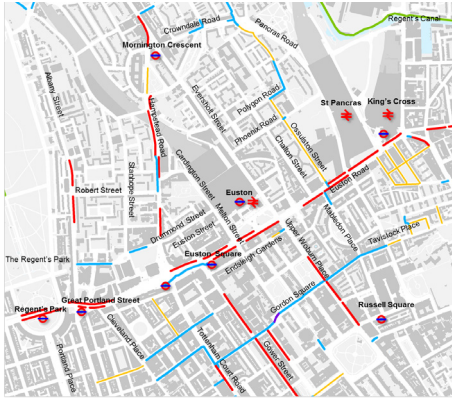 Crowndale Road
Pancras Road
Regent's Canal
Mornington Crescent
Albany Street
Eversholt Street
Polygon Road
St Pancras
King's Cross
Hampstead Road
Phoenix Road
Ossulston Street
Chalton Street
Stanhope Street
Cardington Street
Robert Street
Euston
Euston Road
Melton Street
Drummond Street
Euston Street
Upper Woburn Place
Mabledon Place
Tavistock Place
Endsleigh Gardens
The Regent's Park
Euston Square
Gordon Square
Regent's Park
Great Portland Street
Russell Square
Cleveland Place
Tottenham Court Road
Gower Street
Portland Place